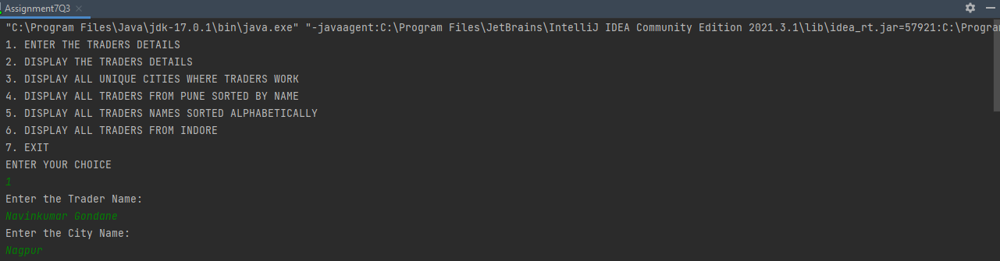 Assignment7Q3
"C:\Program Files\Java\jdk-17.0.1\bin\java.exe" "-javaagent:C:\Program Files\JetBrains\IntelliJ IDEA Community Edition 2021.3.1\lib\idea_rt.jar=57921:C:\Progra
1. ENTER THE TRADERS DETAILS
2. DISPLAY THE TRADERS DETAILS
3. DISPLAY ALL UNIQUE CITIES WHERE TRADERS WORK
4. DISPLAY ALL TRADERS FROM PUNE SORTED BY NAME
5. DISPLAY ALL TRADERS NAMES SORTED ALPHABETICALLY
6. DISPLAY ALL TRADERS FROM INDORE
7. EXIT
ENTER YOUR CHOICE
1
Enter the Trader Name:
Navinkumar Gondane
Enter the City Name:
Nagpur